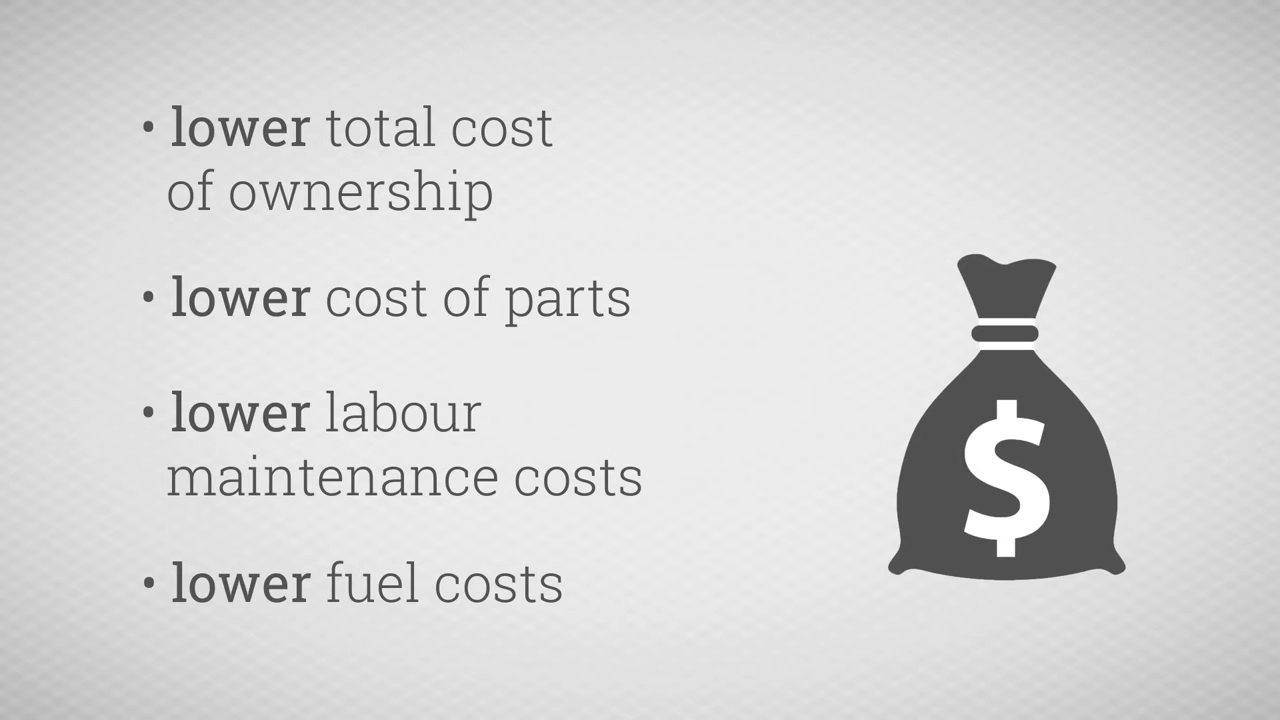 • lower total cost
of ownership
• lower cost of parts
• lower labour
maintenance costs
• lower fuel costs
$